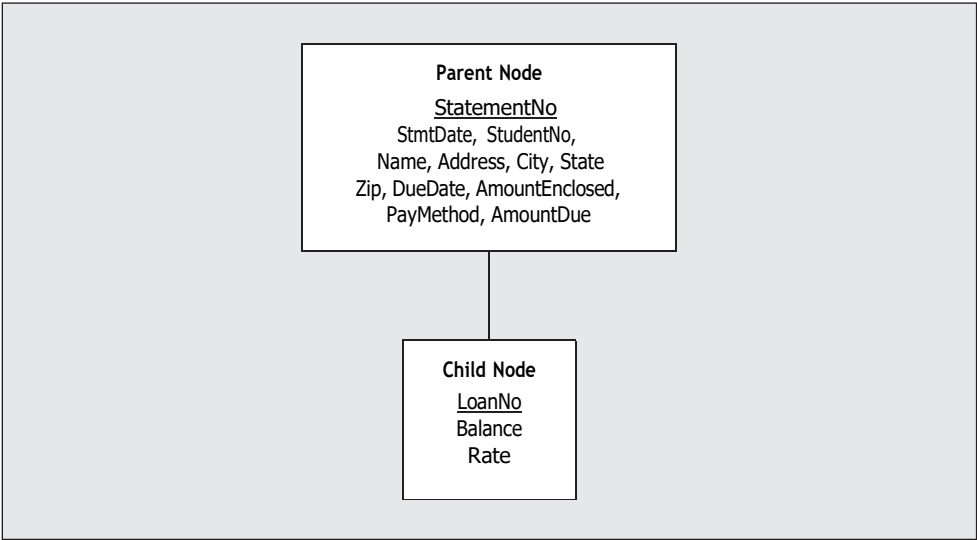 Parent Node
StatementNo
StmtDate, StudentNo,
Name, Address, City, State
Zip, DueDate, AmountEnclosed,
PayMethod, AmountDue
Child Node
LoanNo
Balance
Rate